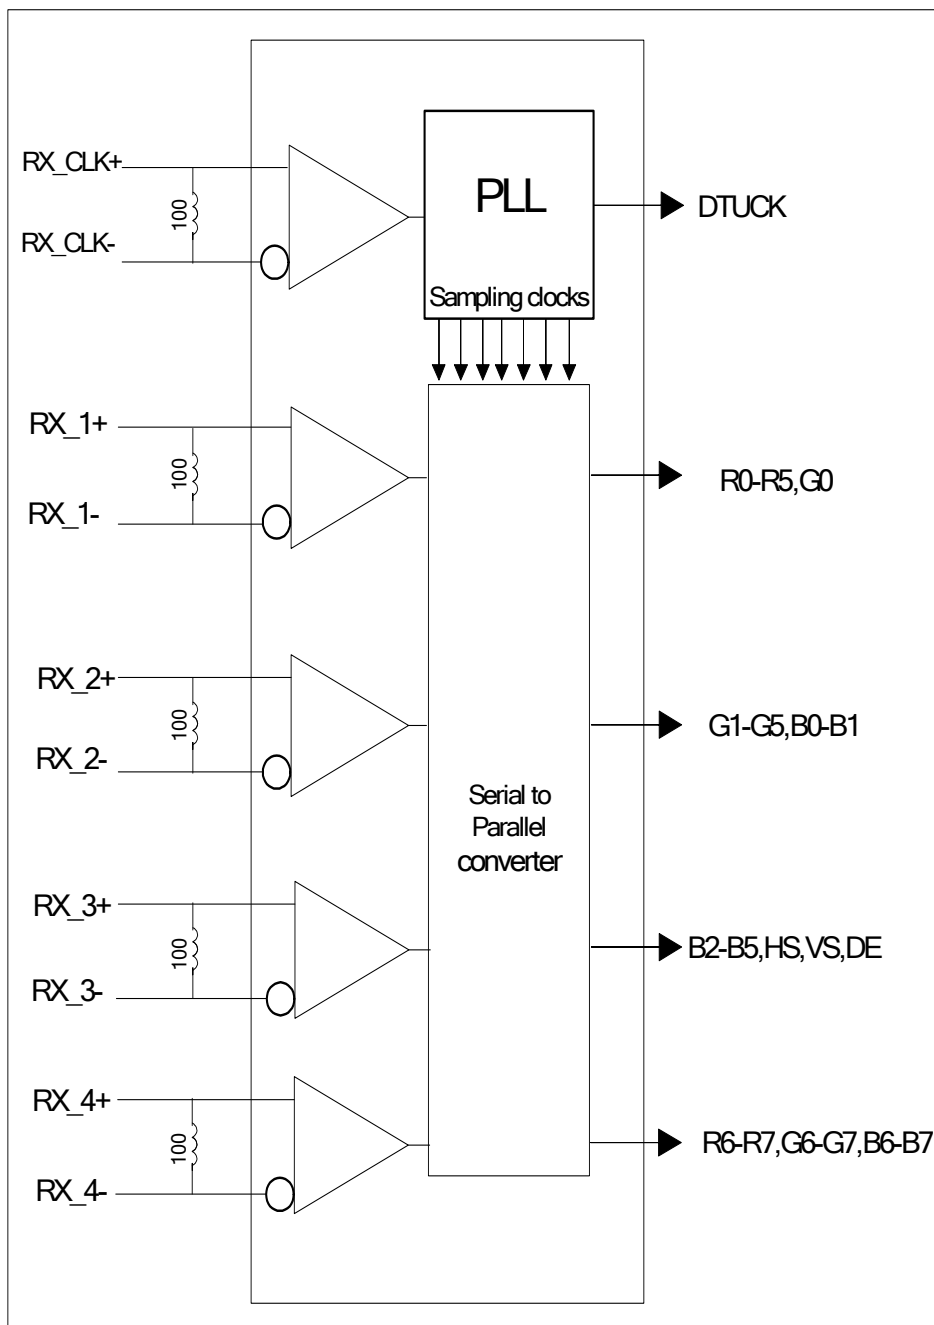 RX_CLK+
100
RX_CLK-
PLL
Sampling clocks
DTUCK
RX_1+
100
RX_1-
R0-R5,G0
RX_2+
100
RX_2-
G1-G5,B0-B1
Serial to
Parallel
converter
RX_3+
100
RX_3-
B2-B5,HS,VS,DE
RX_4+
100
RX_4-
R6-R7,G6-G7,B6-B7